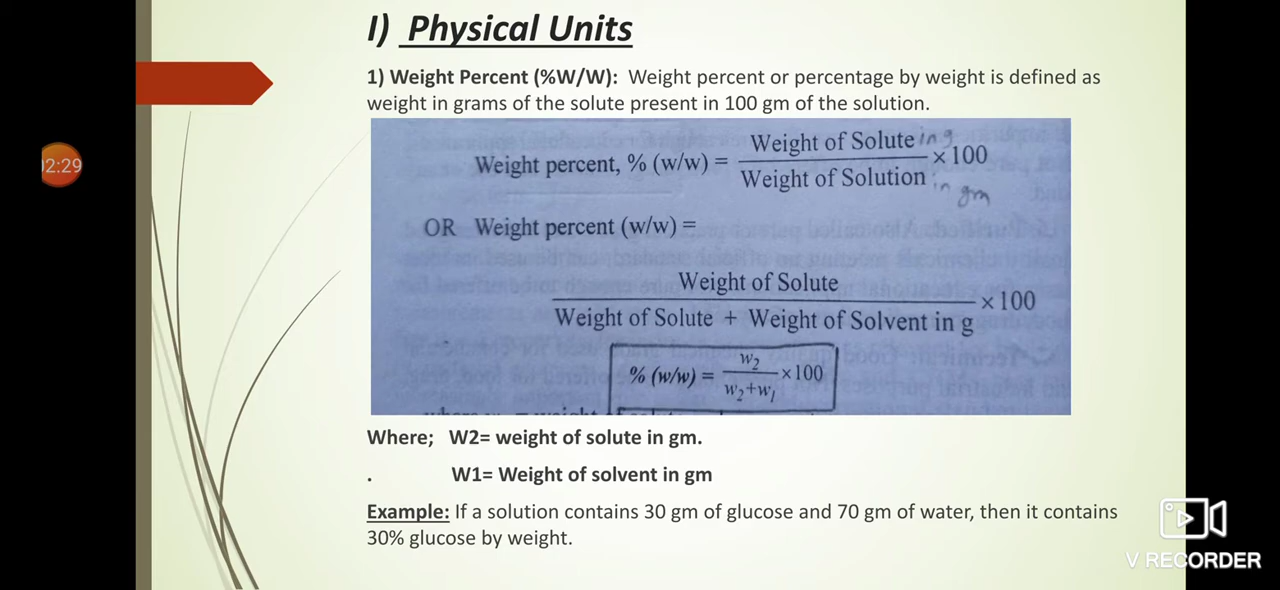 I) Physical Units
1) Weight Percent (%W/W): Weight percent or percentage by weight is defined as
weight in grams of the solute present in 100 gm of the solution.
Weight percent, % (w/w) = Weight of Solute in g
Weight of Solution in gm × 100
OR Weight percent (w/w) =
Weight of Solute
Weight of Solute + Weight of Solvent in g × 100
% (w/w) = w₂
w₂+w₁ ×100
Where; W2= weight of solute in gm.
. W1= Weight of solvent in gm
Example: If a solution contains 30 gm of glucose and 70 gm of water, then it contains
30% glucose by weight.
02:29
V RECORDER